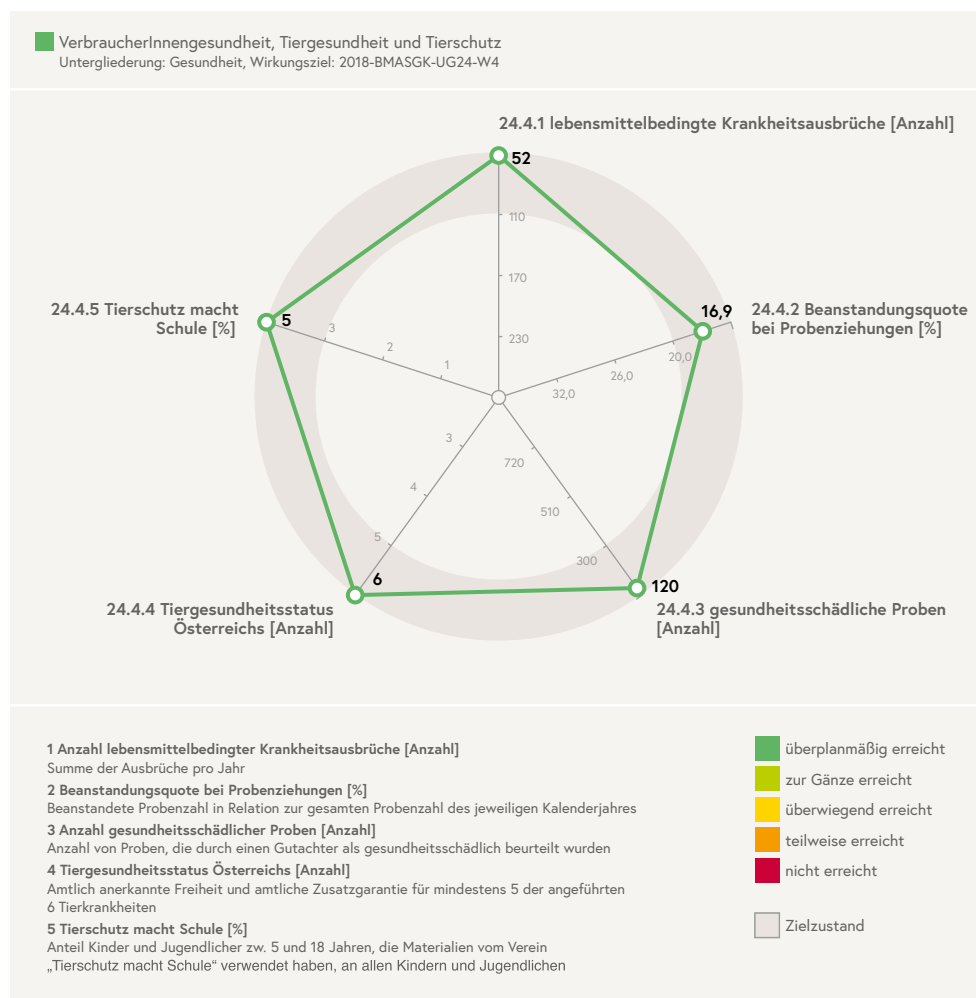 VerbraucherInnengesundheit, Tiergesundheit und Tierschutz
Untergliederung: Gesundheit, Wirkungsziel: 2018-BMASGK-UG24-W4
24.4.1 lebensmittelbedingte Krankheitsausbrüche [Anzahl]
52
110
170
230
24.4.2 Beanstandungsquote
bei Probenziehungen [%]
16,9
20,0
26,0
32,0
24.4.3 gesundheitsschädliche Proben
[Anzahl]
120
300
510
720
24.4.4 Tiergesundheitsstatus
Österreichs [Anzahl]
6
5
4
3
24.4.5 Tierschutz macht
Schule [%]
5
3
2
1
1 Anzahl lebensmittelbedingter Krankheitsausbrüche [Anzahl]
Summe der Ausbrüche pro Jahr
2 Beanstandungsquote bei Probenziehungen [%]
Beanstandete Probenzahl in Relation zur gesamten Probenzahl des jeweiligen Kalenderjahres
3 Anzahl gesundheitsschädlicher Proben [Anzahl]
Anzahl von Proben, die durch einen Gutachter als gesundheitsschädlich beurteilt wurden
4 Tiergesundheitsstatus Österreichs [Anzahl]
Amtlich anerkannte Freiheit und amtliche Zusatzgarantie für mindestens 5 der angeführten
6 Tierkrankheiten
5 Tierschutz macht Schule [%]
Anteil Kinder und Jugendlicher zw. 5 und 18 Jahren, die Materialien vom Verein
„Tierschutz macht Schule“ verwendet haben, an allen Kindern und Jugendlichen
überplanmäßig erreicht
zur Gänze erreicht
überwiegend erreicht
teilweise erreicht
nicht erreicht
Zielzustand